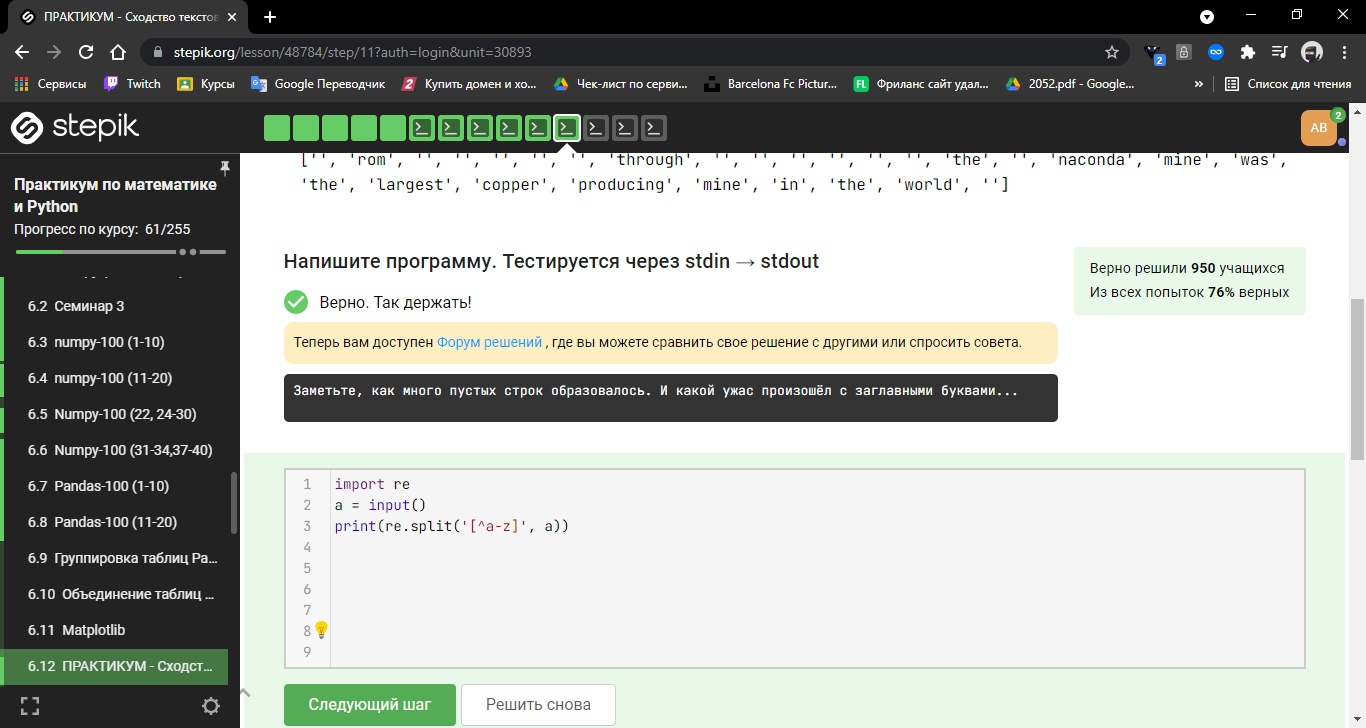 ПРАКТИКУМ - Сходство текстов
stepik.org/lesson/48784/step/11?auth=login&unit=30893
2
Сервисы
Twitch
Курсы
Google Переводчик
Купить домен и хо...
Чек-лист по серви...
Barcelona Fc Pictur...
FL Фриланс сайт удал...
2052.pdf - Google...
»
Список для чтения
stepik
АВ
2
['', 'rom', '', '', '', '', '', 'through', '', '', '', '', '', '', 'the', '', 'naconda', 'mine', 'was',
'the', 'largest', 'copper', 'producing', 'mine', 'in', 'the', 'world', '']
Практикум по математике
и Python
Прогресс по курсу: 61/255
6.2 Семинар 3
6.3 numpy-100 (1-10)
6.4 numpy-100 (11-20)
6.5 Numpy-100 (22, 24-30)
6.6 Numpy-100 (31-34,37-40)
6.7 Pandas-100 (1-10)
6.8 Pandas-100 (11-20)
6.9 Группировка таблиц Pa...
6.10 Объединение таблиц ...
6.11 Matplotlib
6.12 ПРАКТИКУМ - Сходст...
Напишите программу. Тестируется через stdin → stdout
Верно. Так держать!
Теперь вам доступен Форум решений , где вы можете сравнить свое решение с другими или спросить совета.
Заметьте, как много пустых строк образовалось. И какой ужас произошёл с заглавными буквами...
Верно решили 950 учащихся
Из всех попыток 76% верных
1 import re
2 a = input()
3 print(re.split('[^a-z]', a))
4
5
6
7
8
9
Следующий шаг
Решить снова